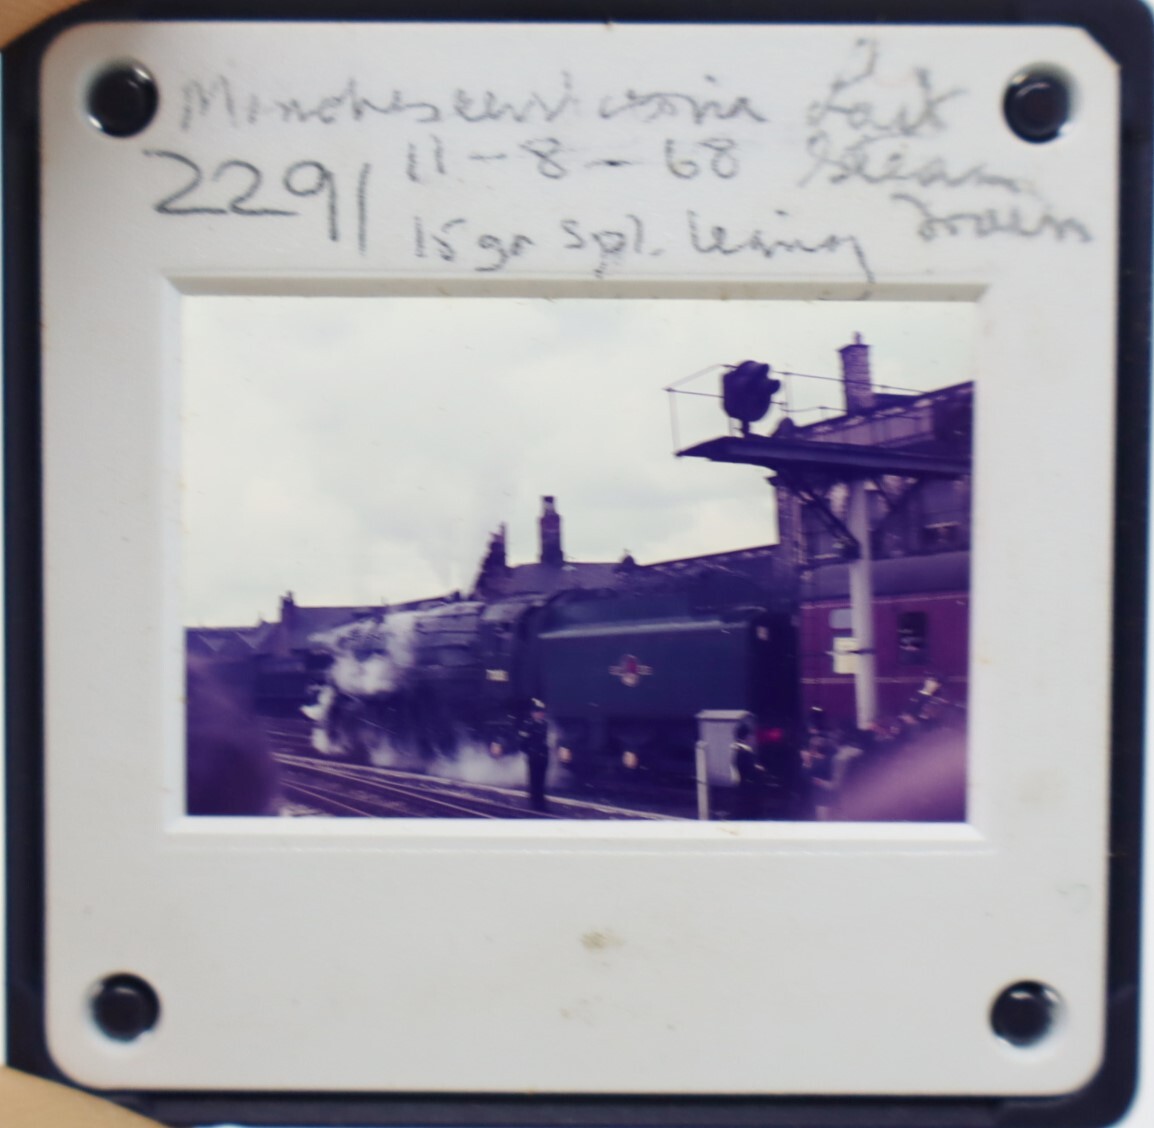 Manchester Victoria
Last
Steam
Train
2291
11-8-68
15 gn Spl. leaving